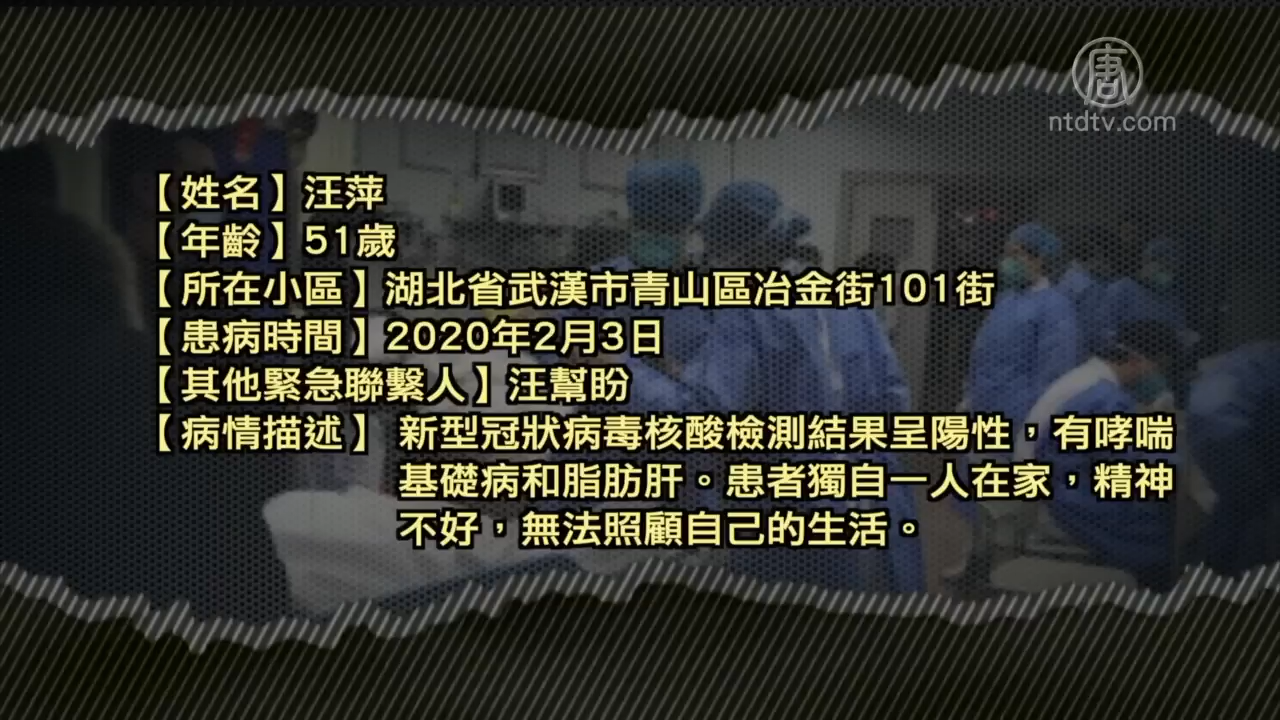 唐
ntdtv.com
【姓名】汪萍
【年齡】51歲
【所在小區】湖北省武漢市青山區冶金街101街
【患病時間】2020年2月3日
【其他緊急聯繫人】汪幫盼
【病情描述】 新型冠狀病毒核酸檢測結果呈陽性，有哮喘
基礎病和脂肪肝。患者獨自一人在家，精神
不好，無法照顧自己的生活。